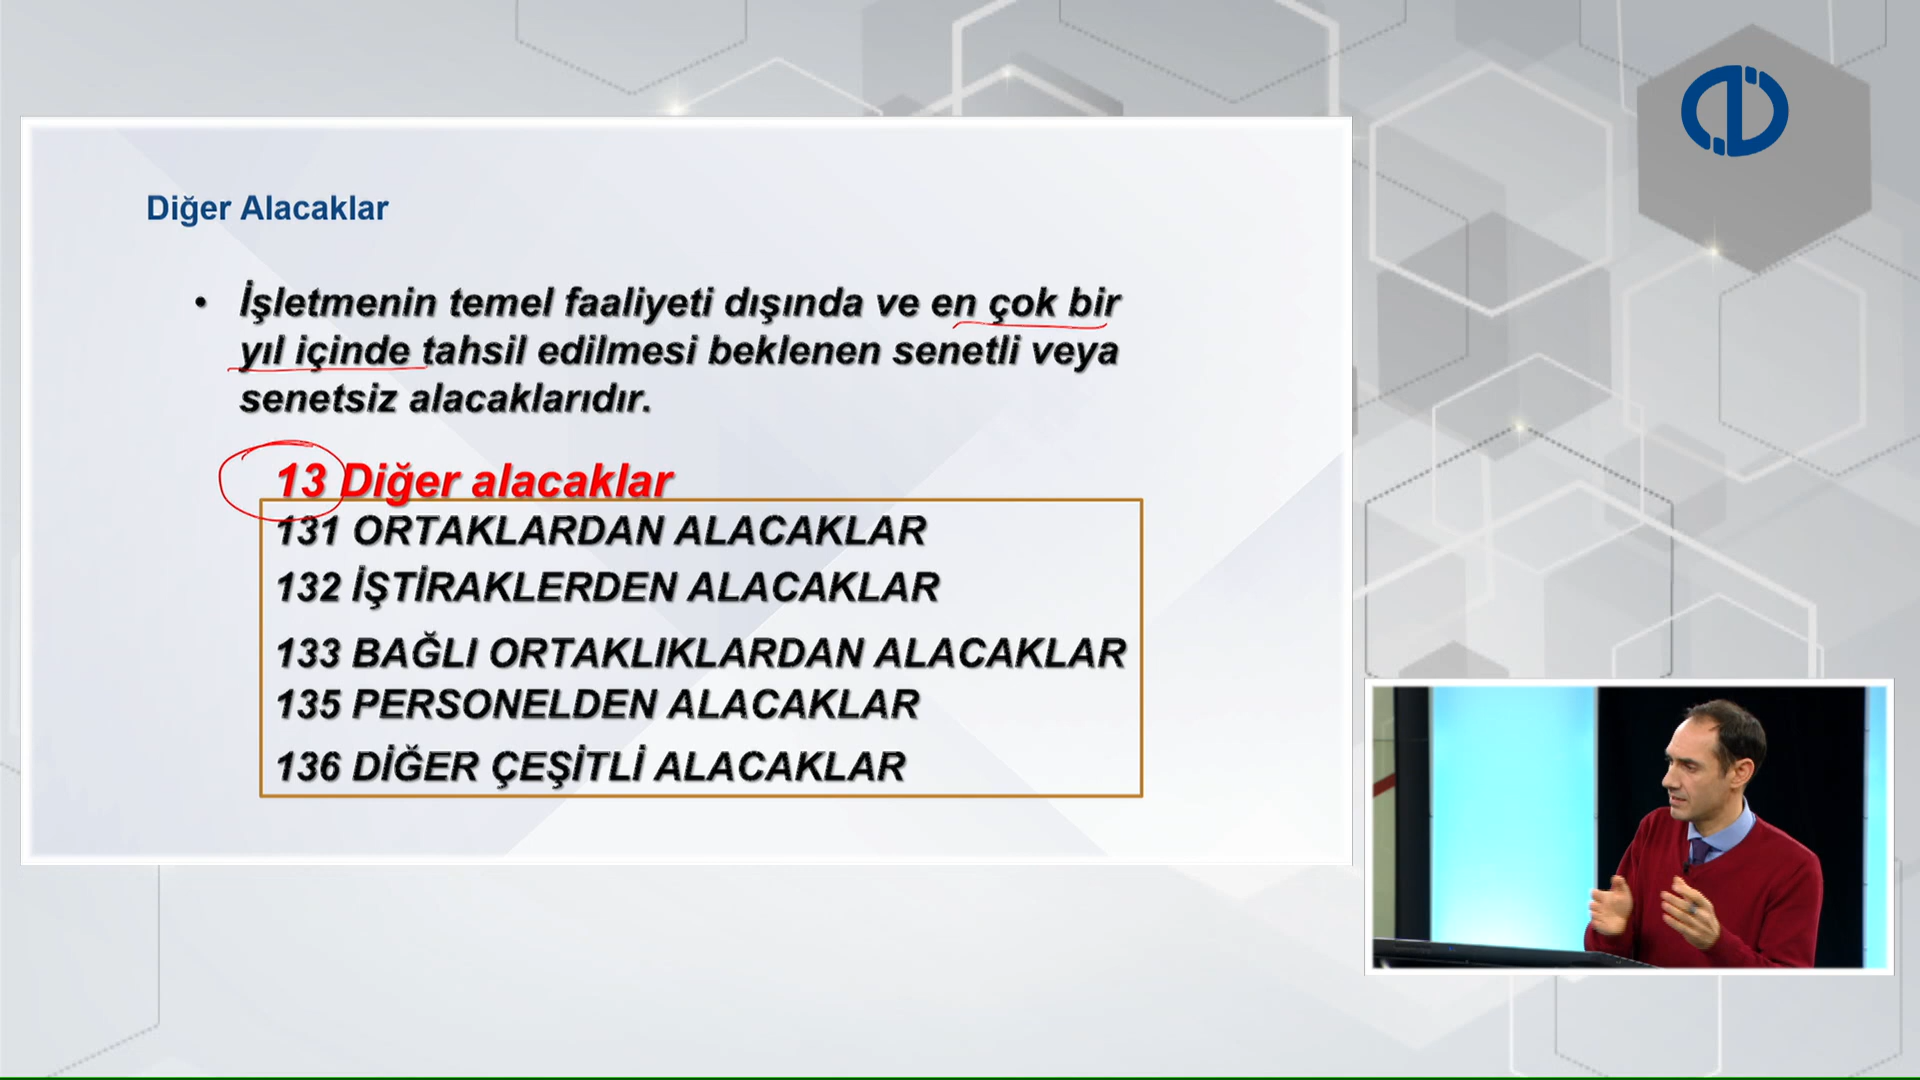 Diğer Alacaklar
• İşletmenin temel faaliyeti dışında ve en çok bir
yıl içinde tahsil edilmesi beklenen senetli veya
senetsiz alacaklarıdır.
13 Diğer alacaklar
131 ORTAKLARDAN ALACAKLAR
132 İŞTİRAKLERDEN ALACAKLAR
133 BAĞLI ORTAKLIKLARDAN ALACAKLAR
135 PERSONELDEN ALACAKLAR
136 DİĞER ÇEŞİTLİ ALACAKLAR